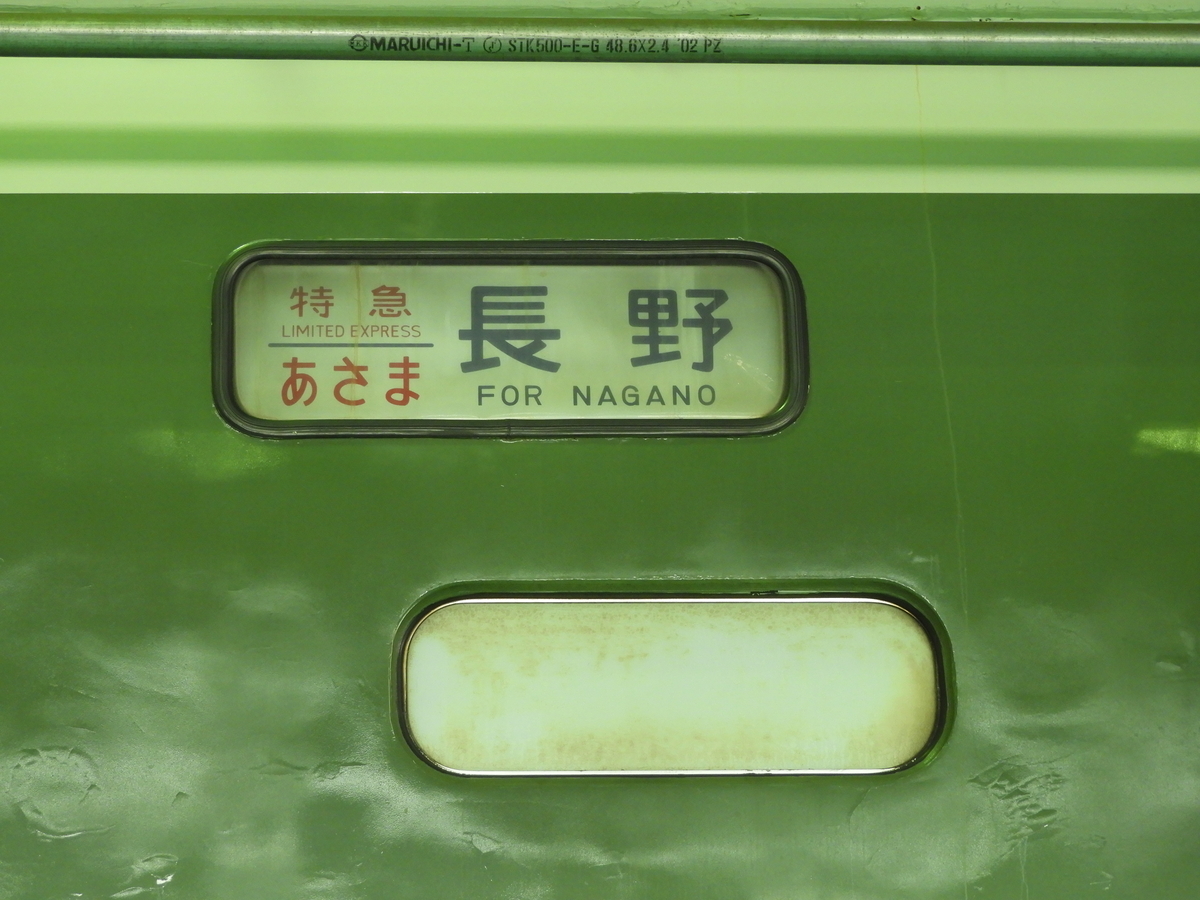 MARUICHI-T STK500-E-G 48.6X2.4 '02 PZ
特急
LIMITED EXPRESS
あさま
長野
FOR NAGANO